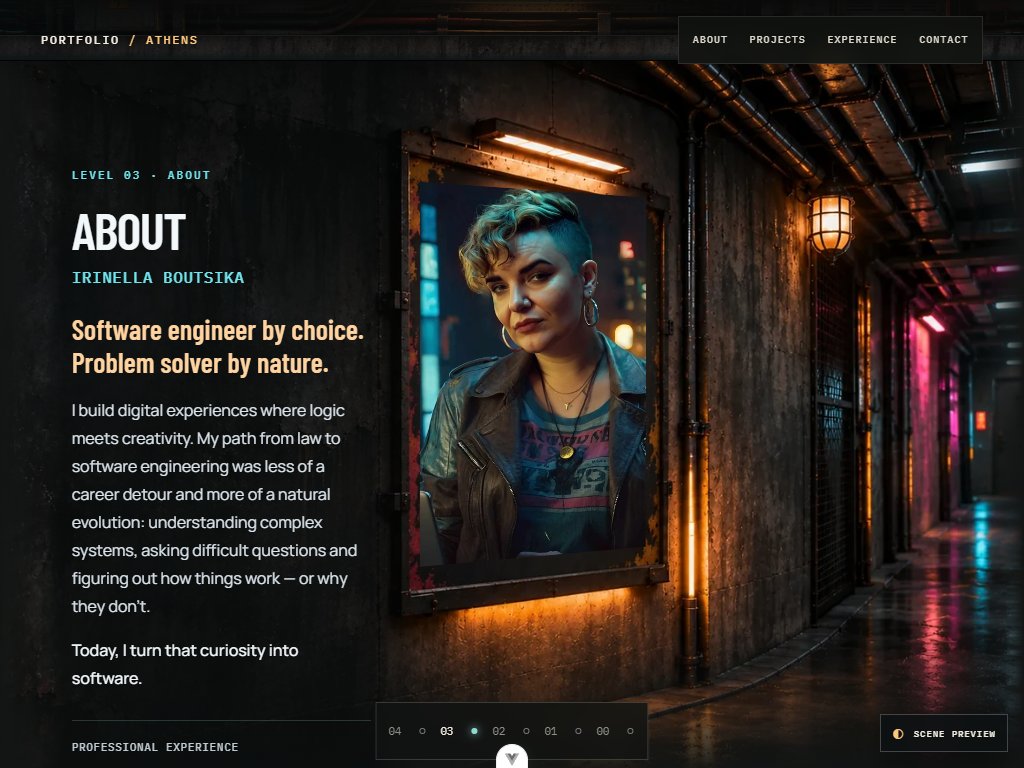 PORTFOLIO / ATHENS
ABOUT PROJECTS EXPERIENCE CONTACT
LEVEL 03 · ABOUT
ABOUT
IRINELLA BOUTSIKA
Software engineer by choice.
Problem solver by nature.
I build digital experiences where logic
meets creativity. My path from law to
software engineering was less of a
career detour and more of a natural
evolution: understanding complex
systems, asking difficult questions and
figuring out how things work — or why
they don't.
Today, I turn that curiosity into
software.
PROFESSIONAL EXPERIENCE
04 03 02 01 00
SCENE PREVIEW